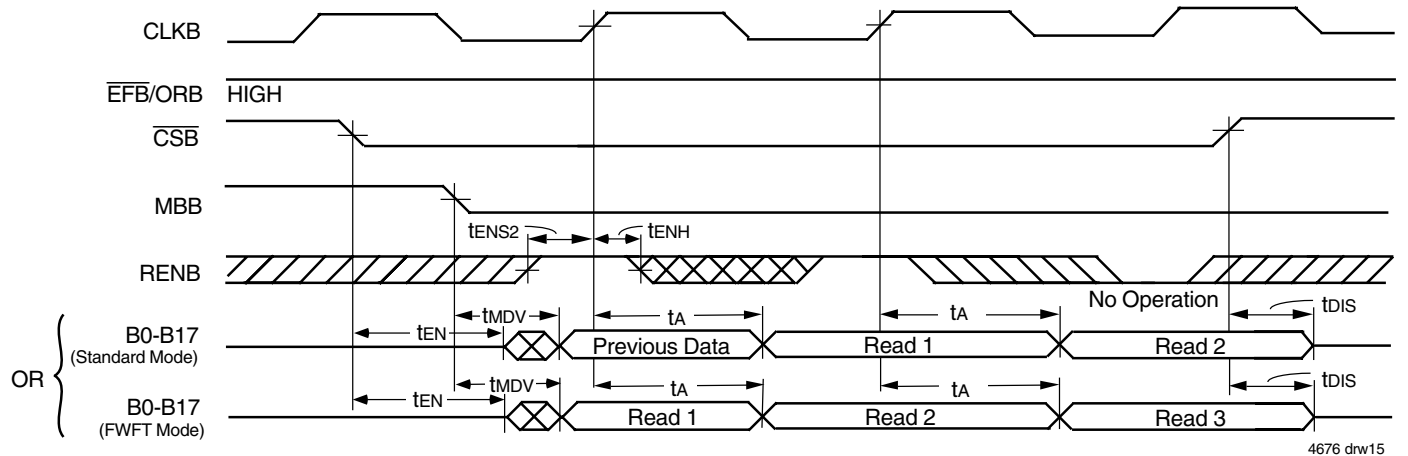 CLKB
EFB/ORB HIGH
CSB
MBB
tENS2 tENH
RENB
No Operation
tMDV tA tA tDIS
tEN
B0-B17
(Standard Mode)
Previous Data Read 1 Read 2
OR
tMDV tA tA tDIS
tEN
B0-B17
(FWFT Mode)
Read 1 Read 2 Read 3
4676 drw15